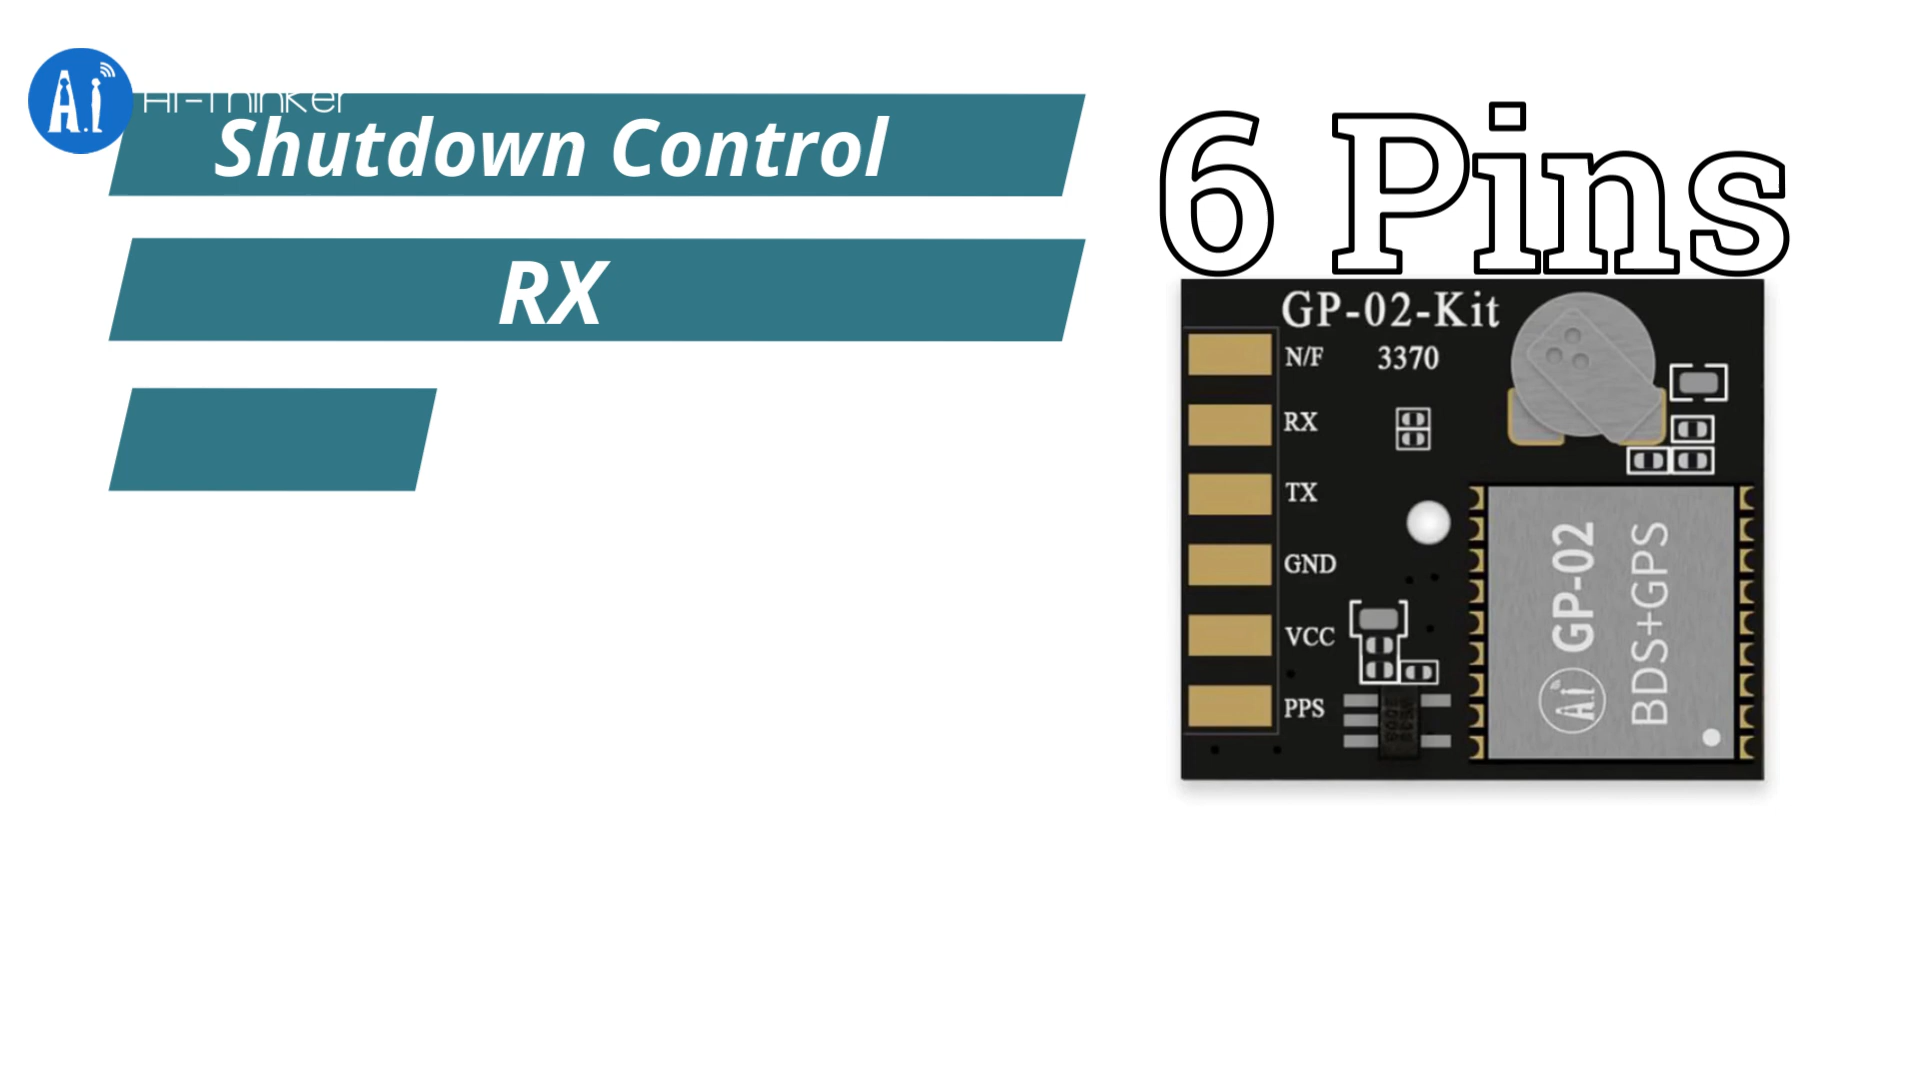 Ai-Thinker
Shutdown Control
RX
6 Pins
GP-02-Kit
N/F
3370
RX
TX
GND
VCC
PPS
GP-02
BDS+GPS